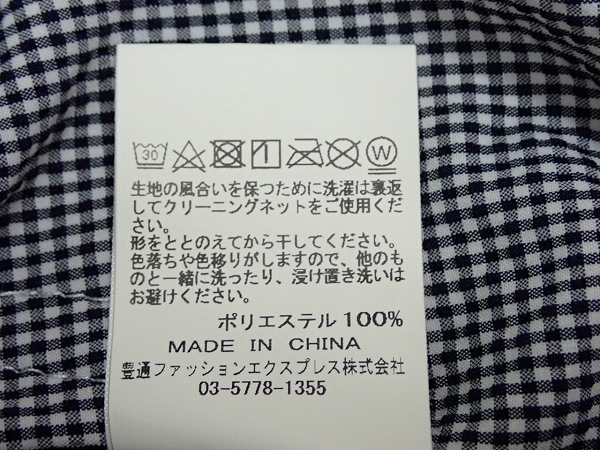 30 W
生地の風合いを保つために洗濯は裏返
してクリーニングネットをご使用くだ
さい。
形をととのえてから干してください。
色落ちや色移りがしますので、他のも
のと一緒に洗ったり、浸け置き洗いは
お避けください。
ポリエステル 100%
MADE IN CHINA
豊通ファッションエクスプレス株式会社
03-5778-1355